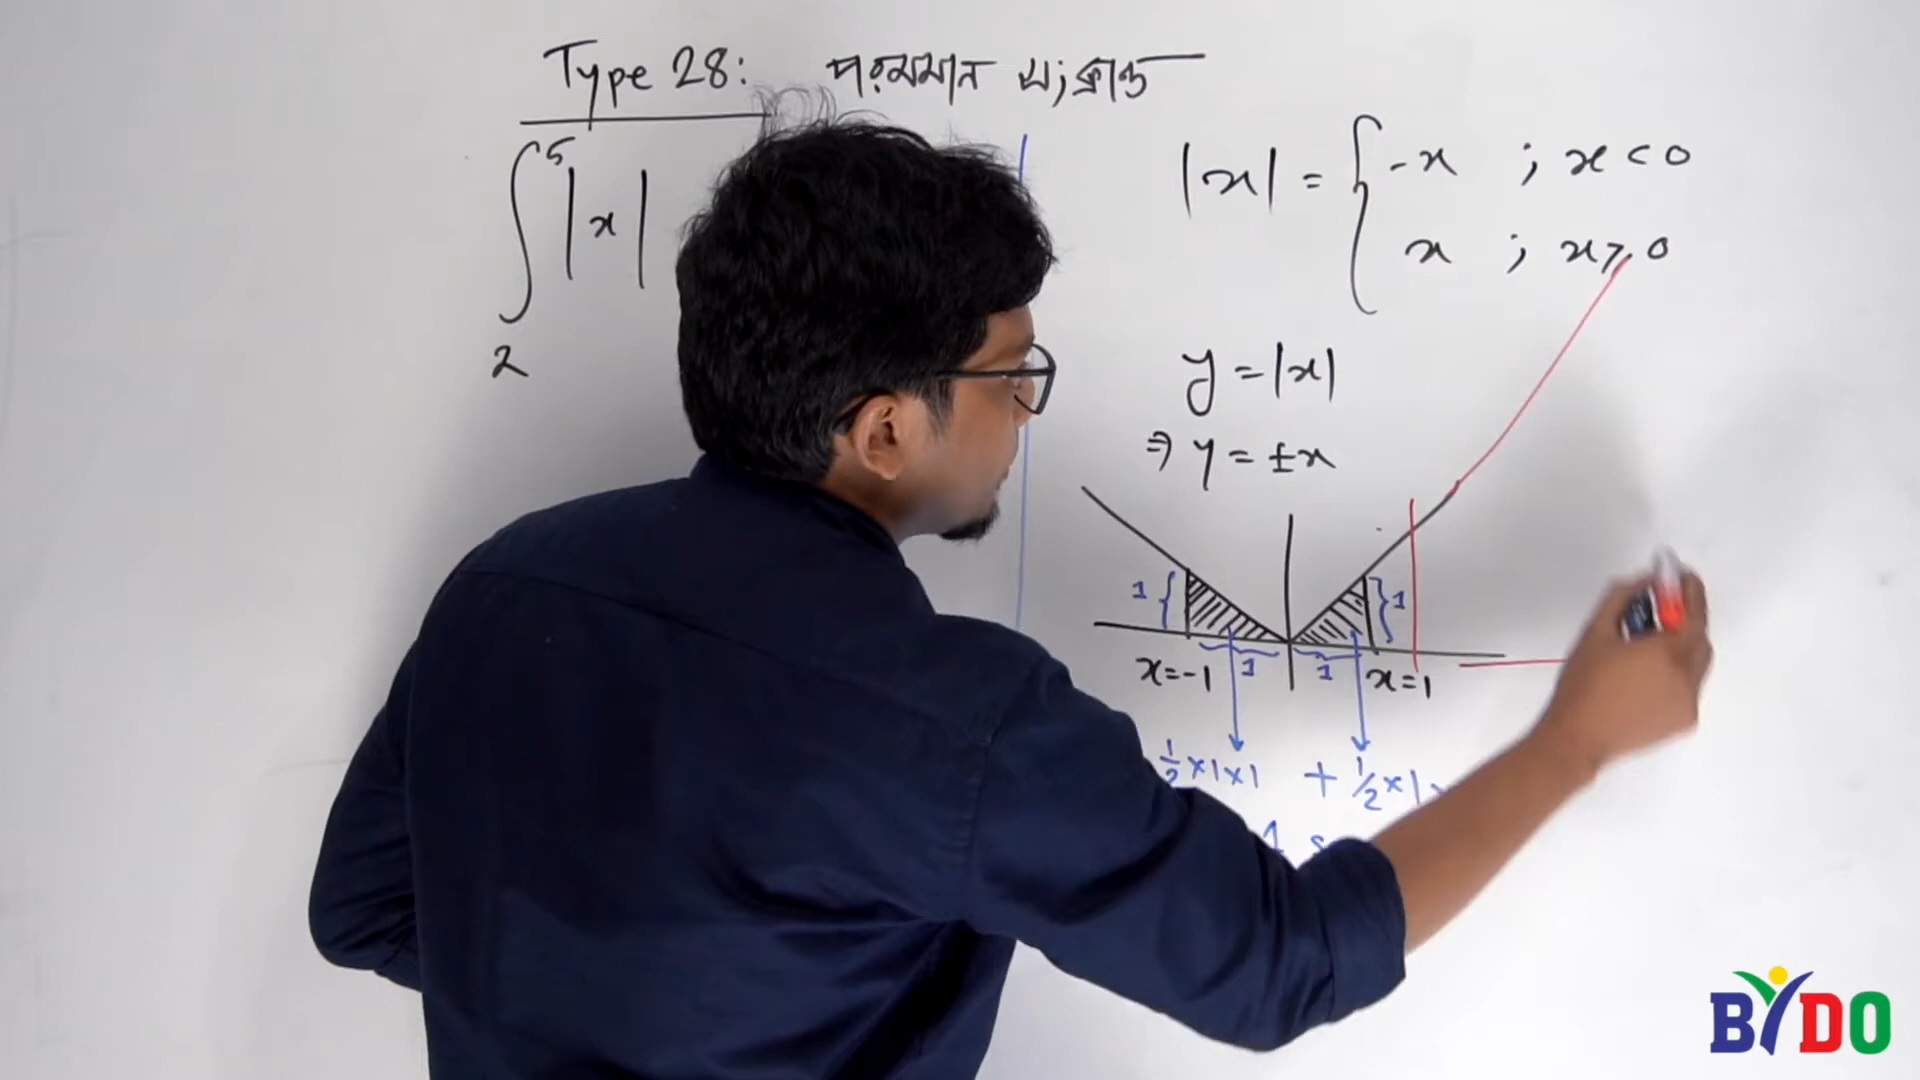 Type 28: পরমমান সংক্রান্ত
∫₂⁵ |x|
|x| = { -x ; x < 0
x ; x ≥ 0
y = |x|
⇒ y = ±x
1 1
1 1
x=-1 x=1
½×1×1 + ½×1×
1
BYDO